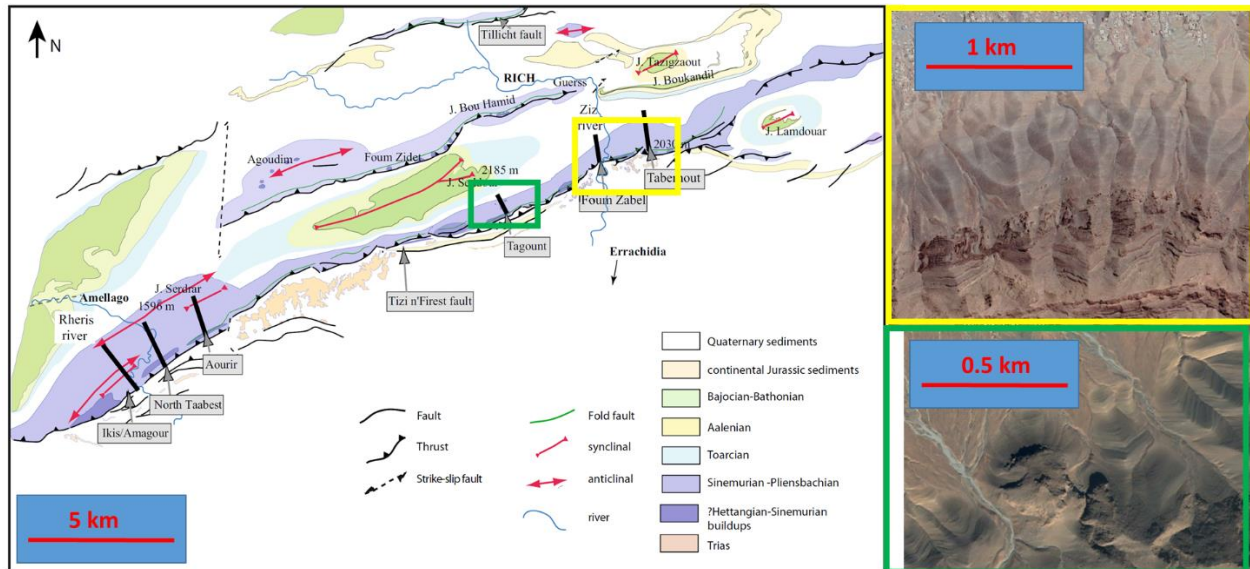 N
Tillicht fault
J. Tazigzaout
RICH
Guerss
J. Boukandil
J. Bou Hamid
Ziz
river
J. Lamdouar
Agoudim
Foum Zidet
2030 m
2185 m
Tabernout
Foum Zabel
Tagount
Errachidia
Tizi n'Firest fault
Amellago
J. Serdrar
1596 m
Rheris
river
Aourir
North Taabest
Ikis/Amagour
Fault
Thrust
Strike-slip fault
Fold fault
synclinal
anticlinal
river
Quaternary sediments
continental Jurassic sediments
Bajocian-Bathonian
Aalenian
Toarcian
Sinemurian -Pliensbachian
?Hettangian-Sinemurian
buildups
Trias
5 km
1 km
0.5 km